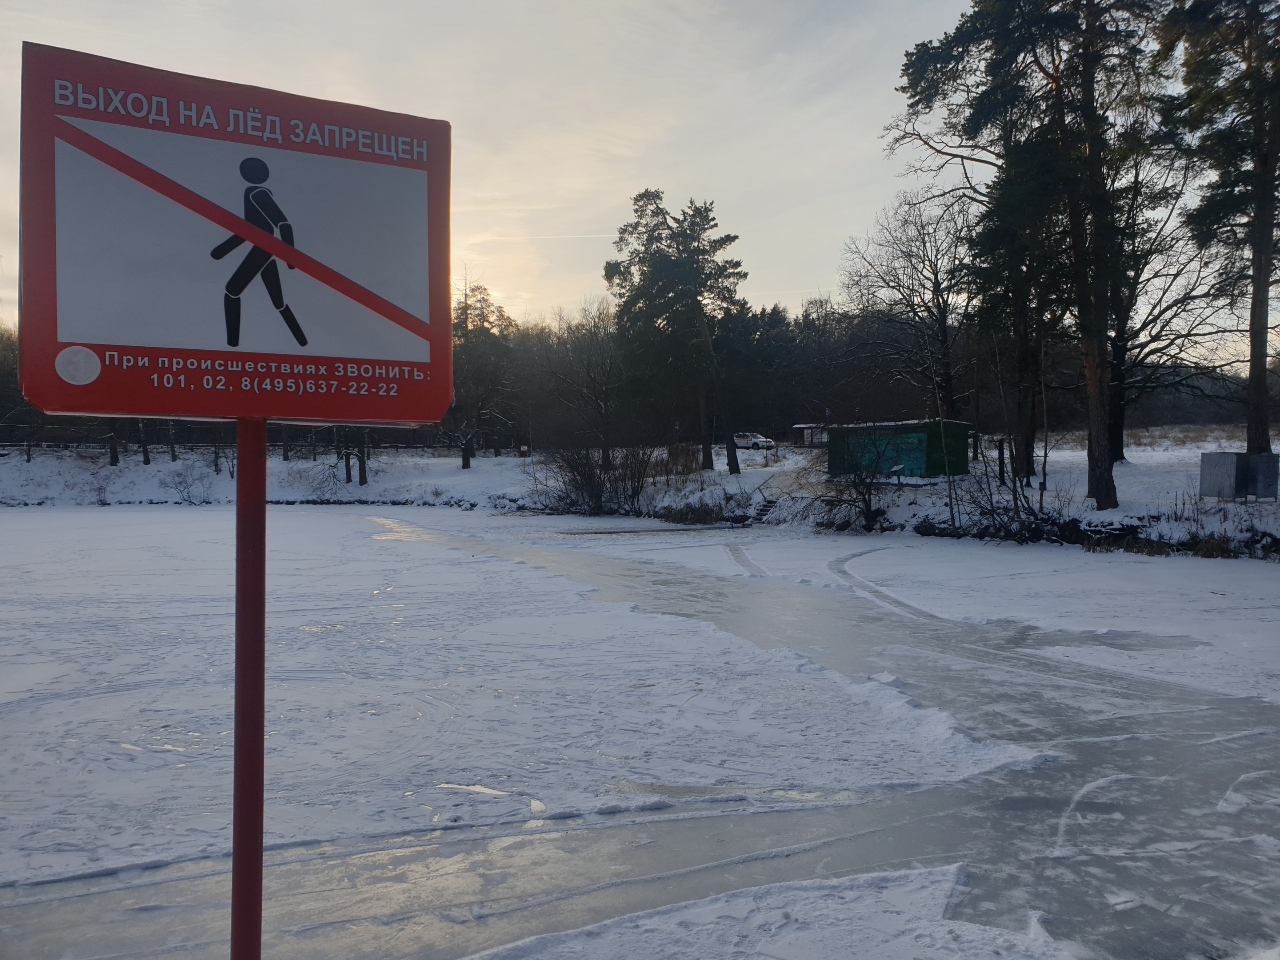 ВЫХОД НА ЛЁД ЗАПРЕЩЕН
При происшествиях ЗВОНИТЬ:
101, 02, 8(495)637-22-22